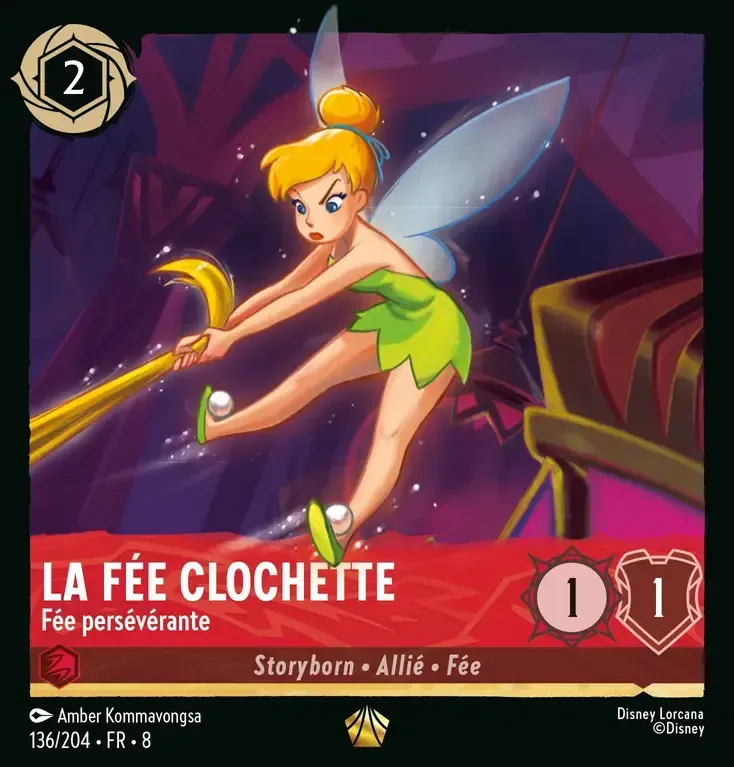 2
LA FÉE CLOCHETTE
Fée persévérante
1
1
Storyborn • Allié • Fée
Amber Kommavongsa
136/204 • FR • 8
Disney Lorcana
©Disney